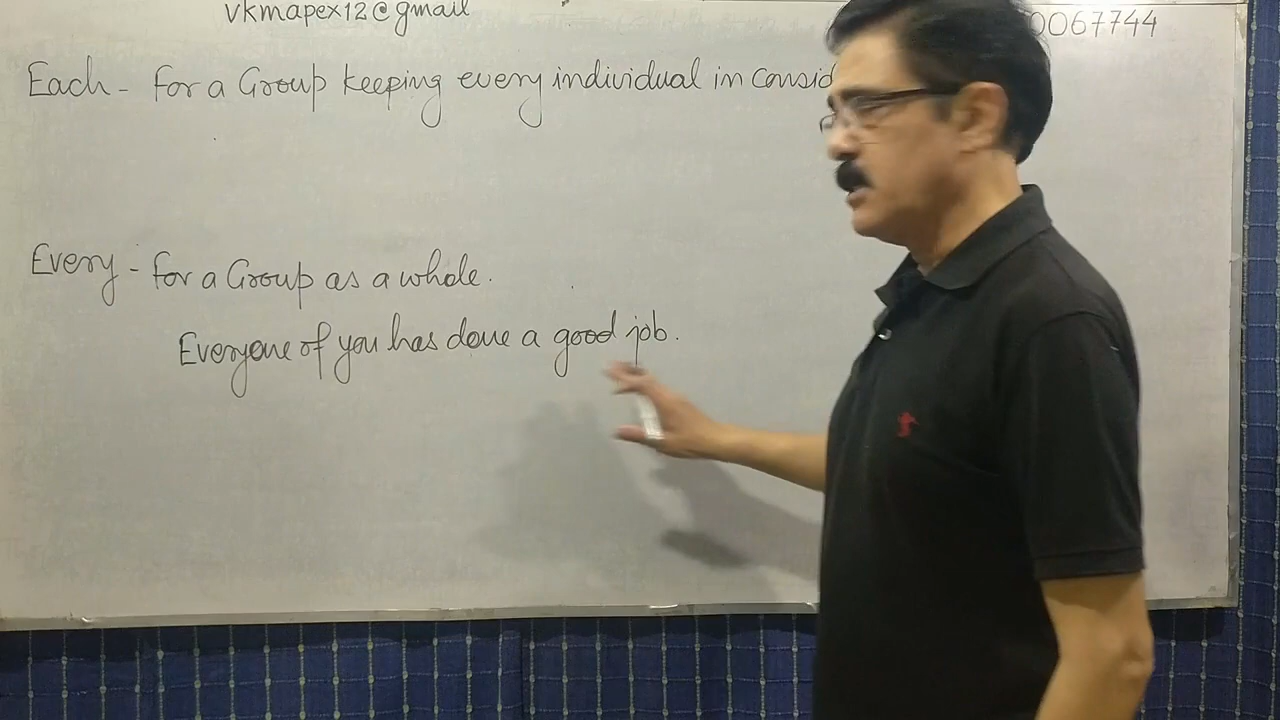 vkmapex12@gmail 0067744
Each - For a Group keeping every individual in consid
Every - For a Group as a whole.
Everyone of you has done a good job.